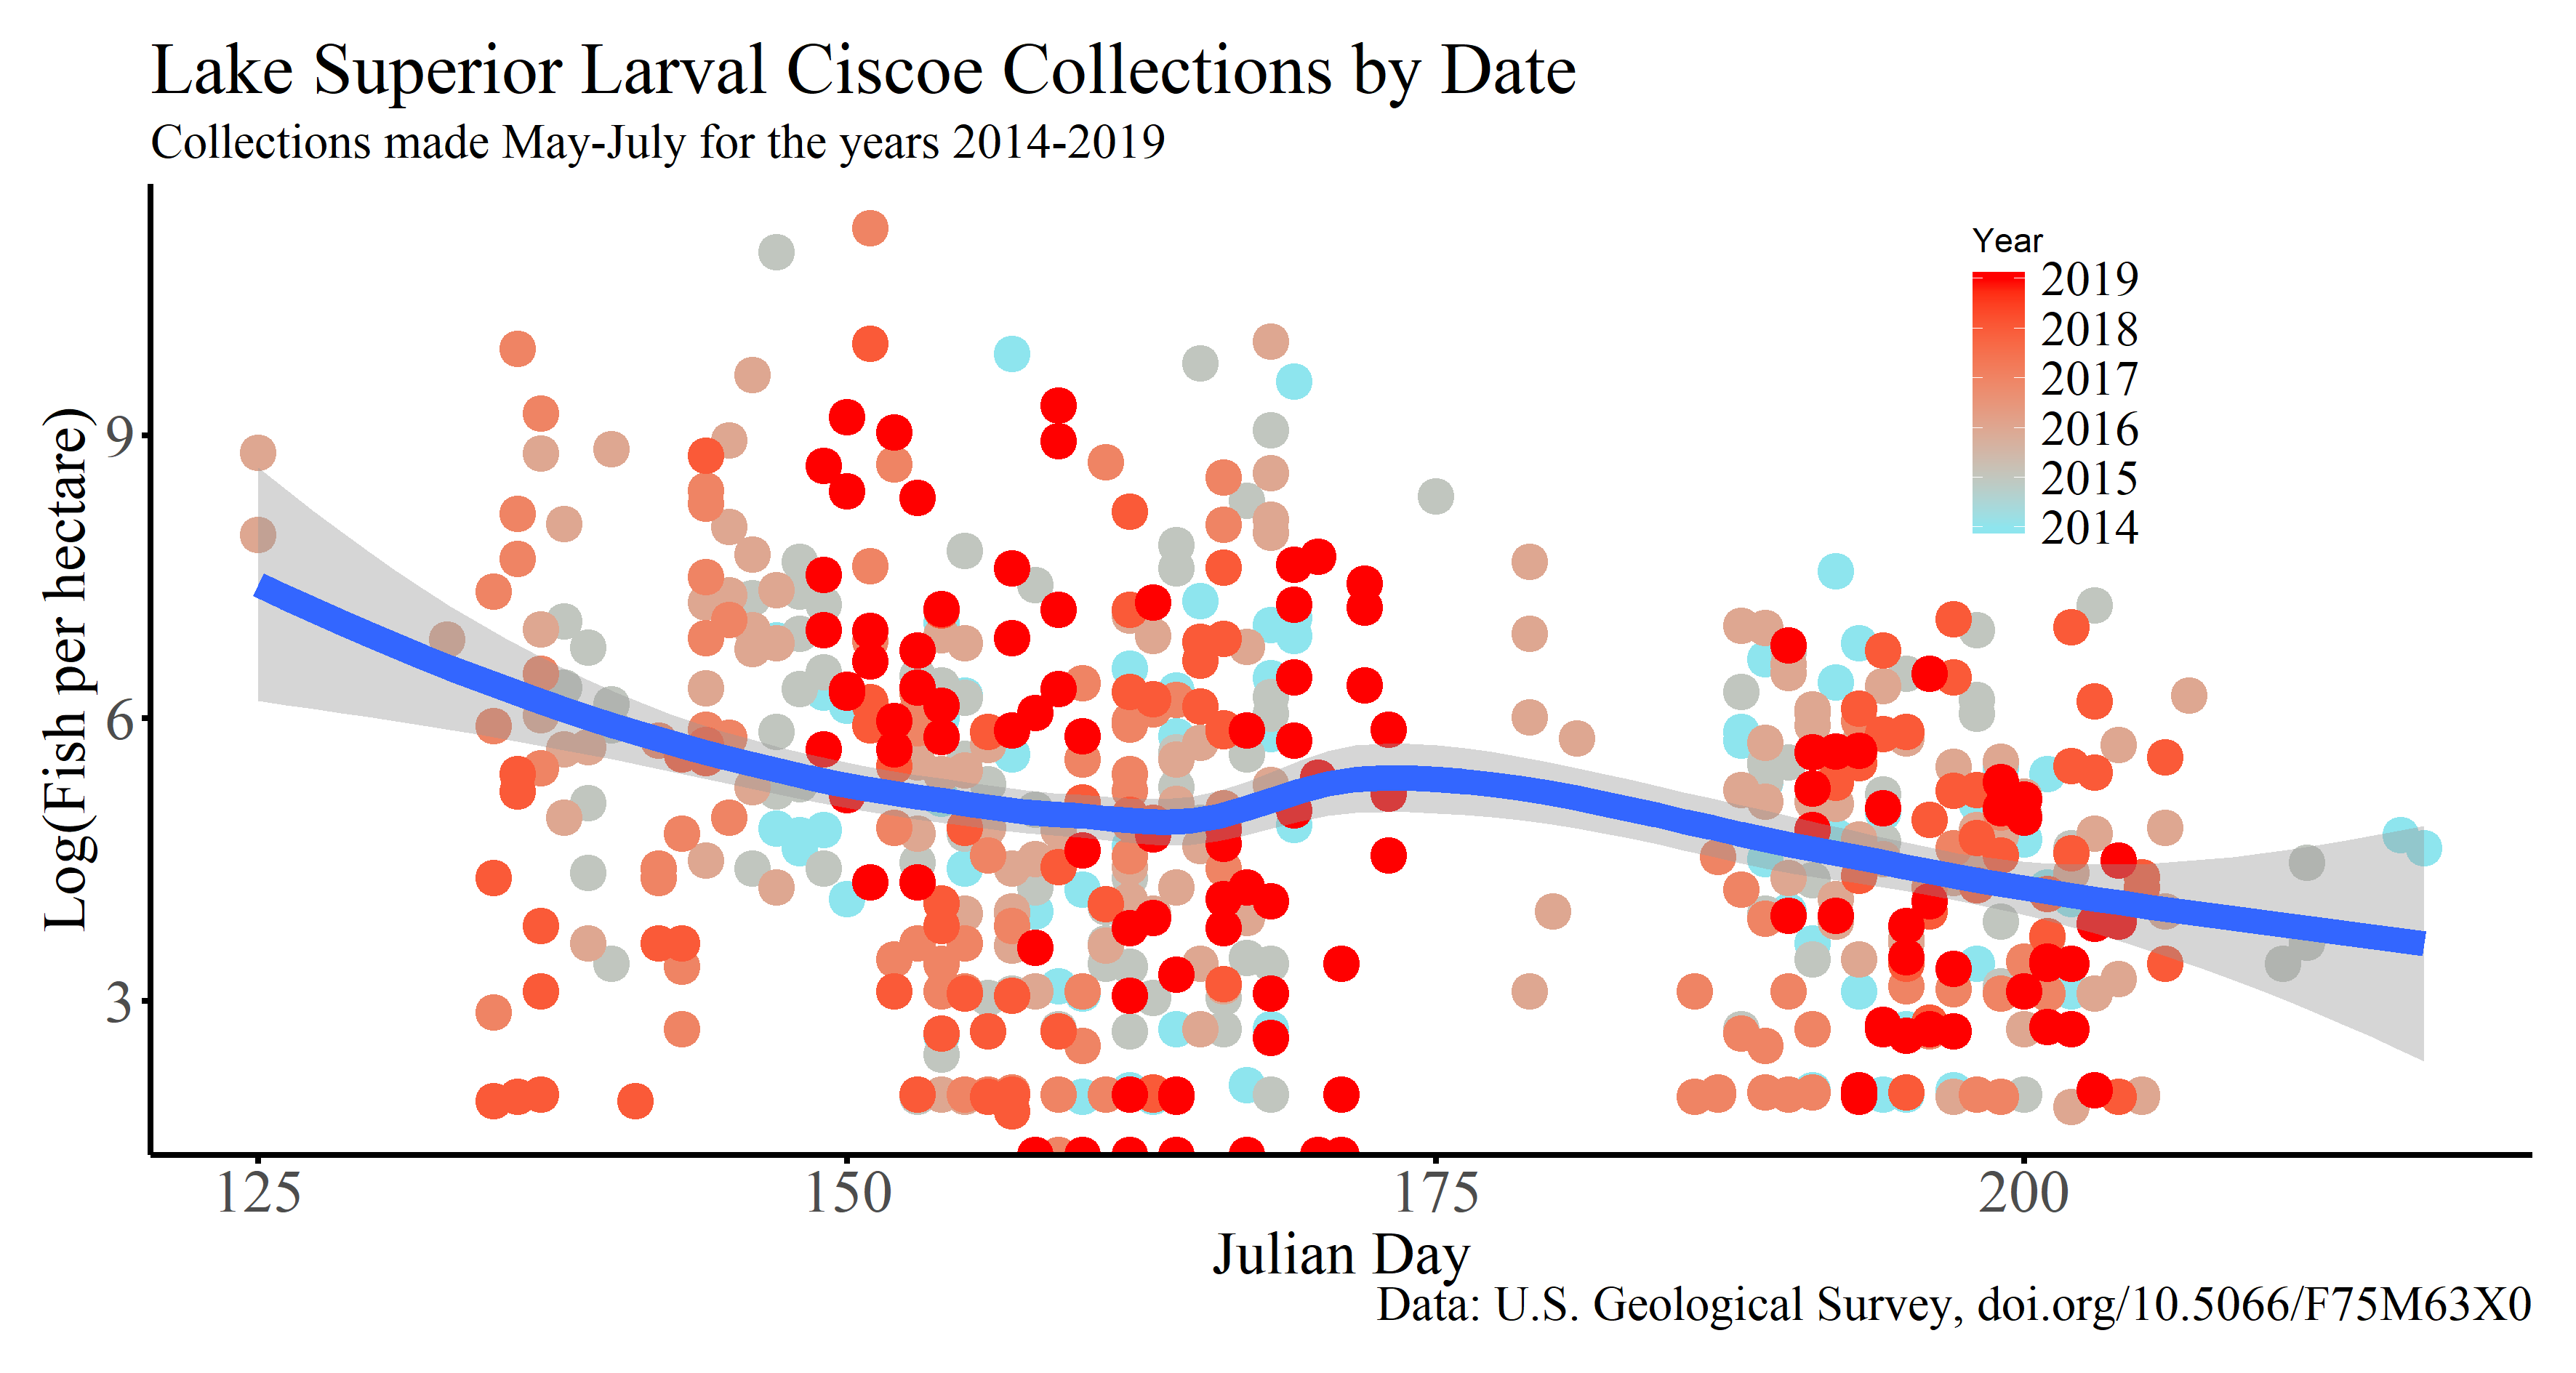 Lake Superior Larval Ciscoe Collections by Date
Collections made May-July for the years 2014-2019
Year
2019
2018
2017
2016
2015
2014
Log(Fish per hectare)
9
6
3
125 150 175 200
Julian Day
Data: U.S. Geological Survey, doi.org/10.5066/F75M63X0